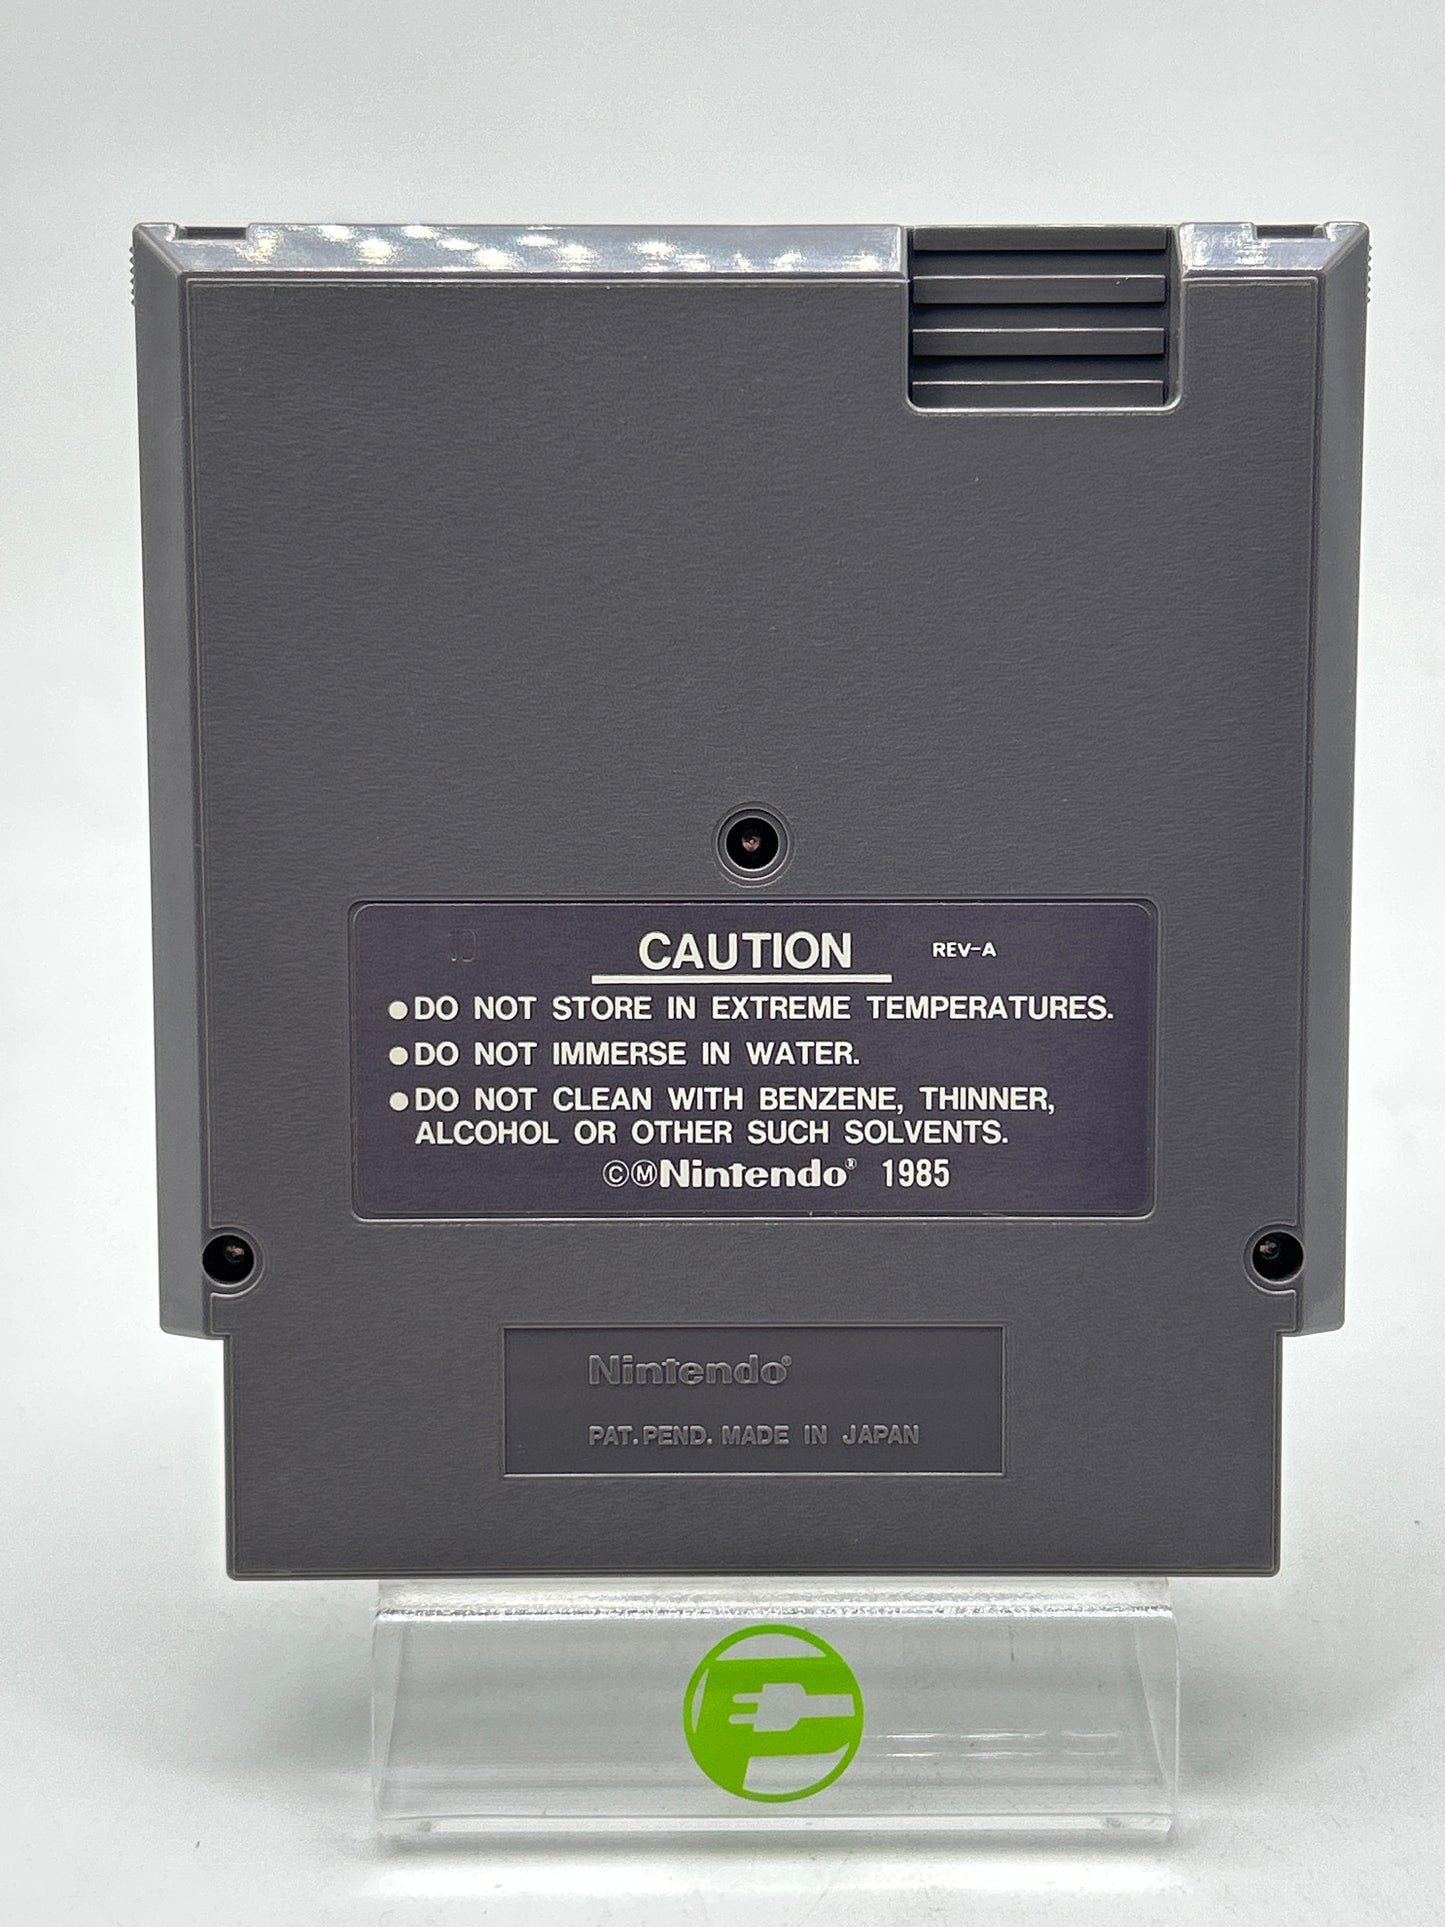 CAUTION REV-A
●DO NOT STORE IN EXTREME TEMPERATURES.
●DO NOT IMMERSE IN WATER.
●DO NOT CLEAN WITH BENZENE, THINNER,
ALCOHOL OR OTHER SUCH SOLVENTS.
©ⓂNintendo® 1985
Nintendo®
PAT. PEND. MADE IN JAPAN